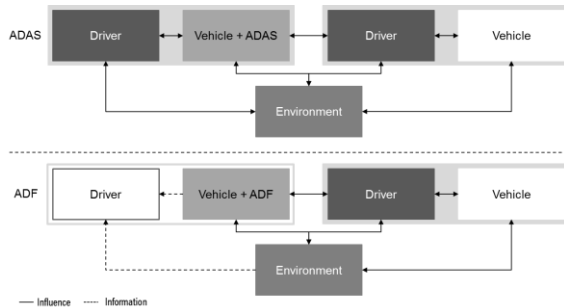 ADAS
Driver
Vehicle + ADAS
Driver
Vehicle
Environment
ADF
Driver
Vehicle + ADF
Driver
Vehicle
Environment
Influence
Information